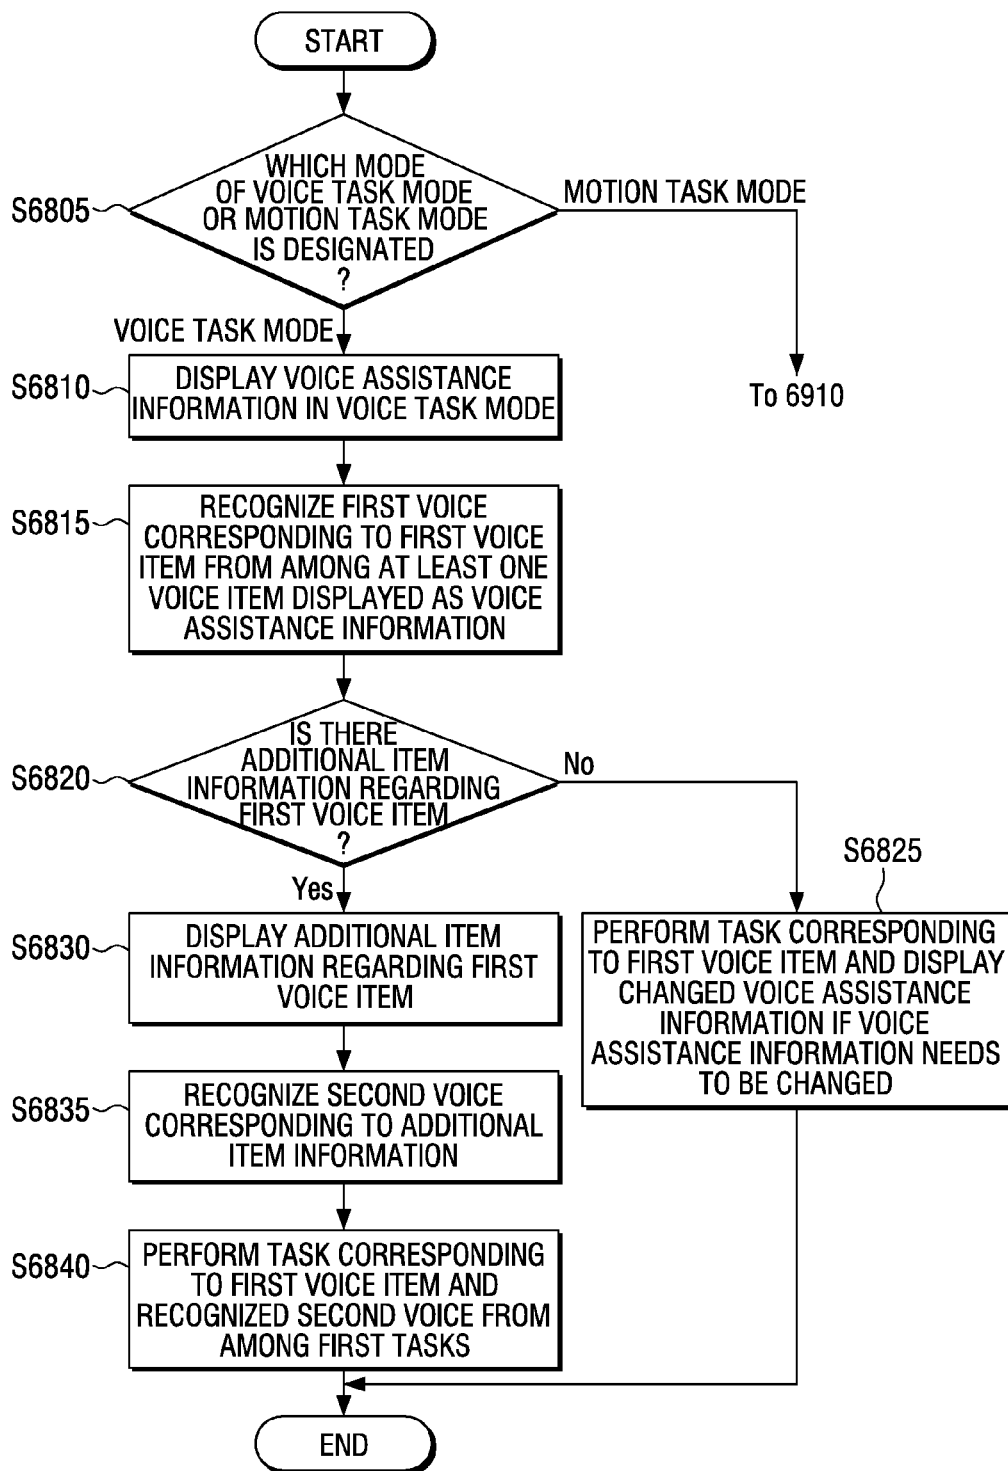 START
WHICH MODE
OF VOICE TASK MODE
OR MOTION TASK MODE
IS DESIGNATED
?
S6805
MOTION TASK MODE
To 6910
VOICE TASK MODE
S6810
DISPLAY VOICE ASSISTANCE
INFORMATION IN VOICE TASK MODE
S6815
RECOGNIZE FIRST VOICE
CORRESPONDING TO FIRST VOICE
ITEM FROM AMONG AT LEAST ONE
VOICE ITEM DISPLAYED AS VOICE
ASSISTANCE INFORMATION
S6820
IS THERE
ADDITIONAL ITEM
INFORMATION REGARDING
FIRST VOICE ITEM
?
No
S6825
PERFORM TASK CORRESPONDING
TO FIRST VOICE ITEM AND DISPLAY
CHANGED VOICE ASSISTANCE
INFORMATION IF VOICE
ASSISTANCE INFORMATION NEEDS
TO BE CHANGED
Yes
S6830
DISPLAY ADDITIONAL ITEM
INFORMATION REGARDING FIRST
VOICE ITEM
S6835
RECOGNIZE SECOND VOICE
CORRESPONDING TO ADDITIONAL
ITEM INFORMATION
S6840
PERFORM TASK CORRESPONDING
TO FIRST VOICE ITEM AND
RECOGNIZED SECOND VOICE FROM
AMONG FIRST TASKS
END